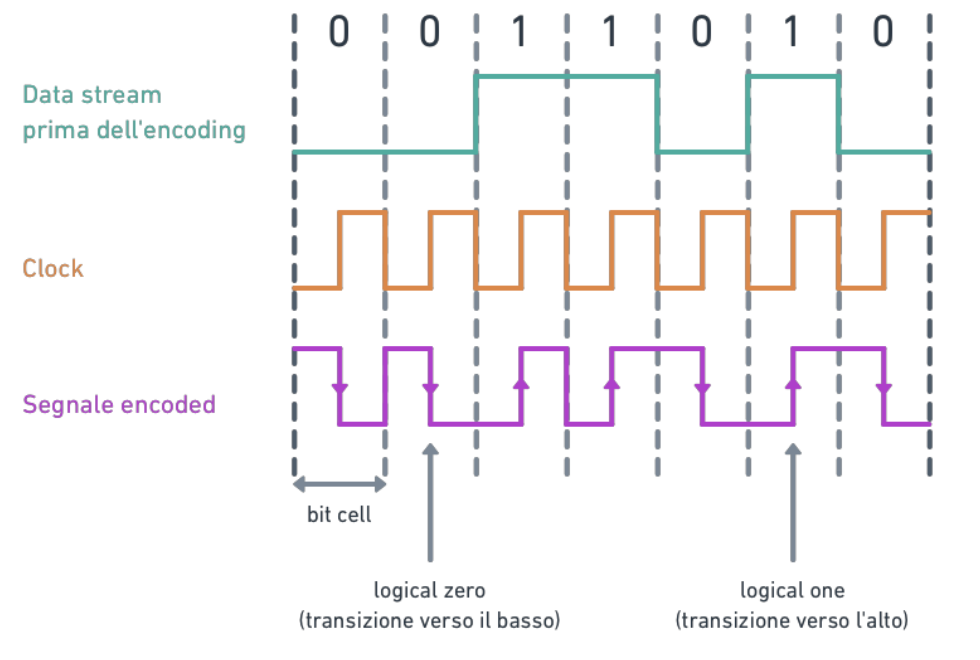 0 0 1 1 0 1 0
Data stream
prima dell'encoding
Clock
Segnale encoded
bit cell
logical zero
(transizione verso il basso)
logical one
(transizione verso l'alto)